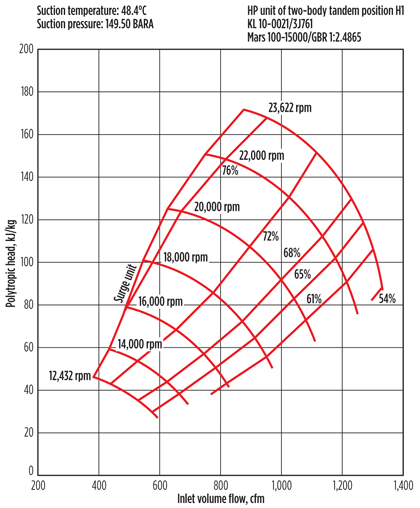 Suction temperature: 48.4°C
Suction pressure: 149.50 BARA
HP unit of two-body tandem position H1
KL 10-0021/3J761
Mars 100-15000/GBR 1:2.4865
200
180
160
140
120
100
80
60
40
20
0
Polytropic head, kJ/kg
23,622 rpm
22,000 rpm
76%
20,000 rpm
72%
68%
18,000 rpm
65%
Surge unit
16,000 rpm
61%
54%
14,000 rpm
12,432 rpm
200
400
600
800
1,000
1,200
1,400
Inlet volume flow, cfm